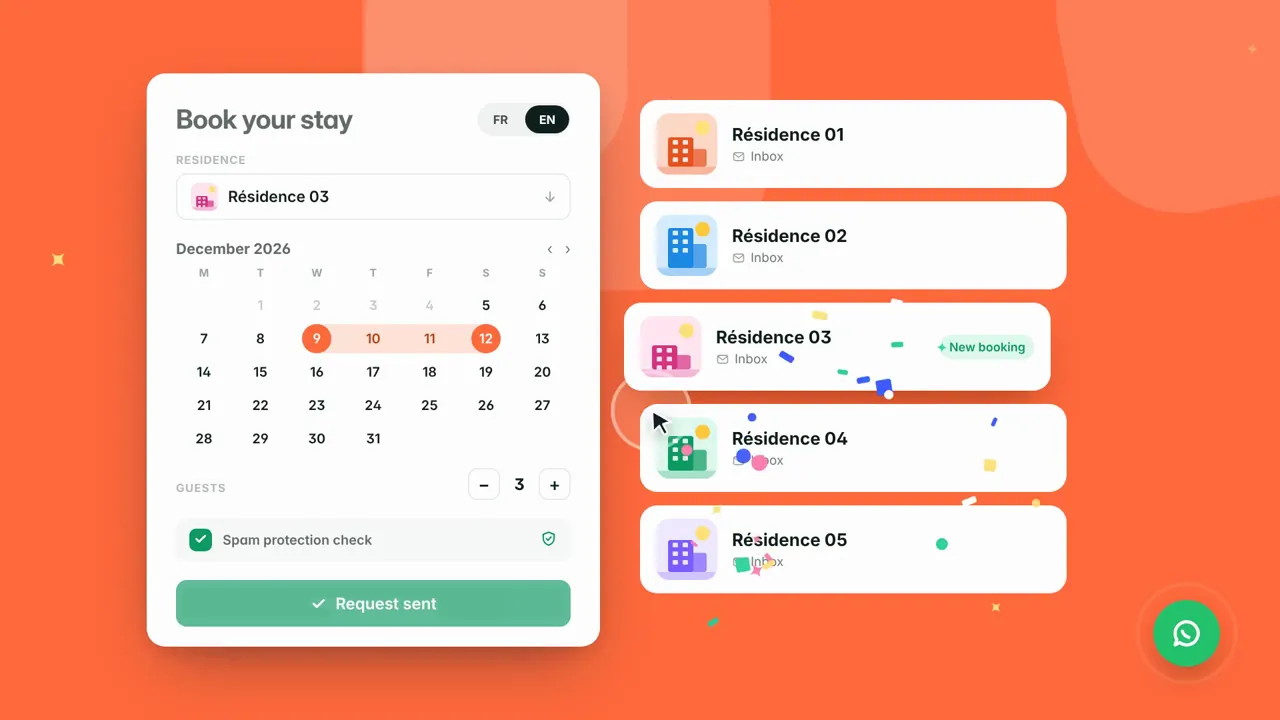 Book your stay
FR EN
RESIDENCE
Résidence 03
December 2026
M T W T F S S
1 2 3 4 5 6
7 8 9 10 11 12 13
14 15 16 17 18 19 20
21 22 23 24 25 26 27
28 29 30 31
GUESTS
− 3 +
Spam protection check
Request sent
Résidence 01
Inbox
Résidence 02
Inbox
Résidence 03
Inbox
New booking
Résidence 04
Inbox
Résidence 05
Inbox